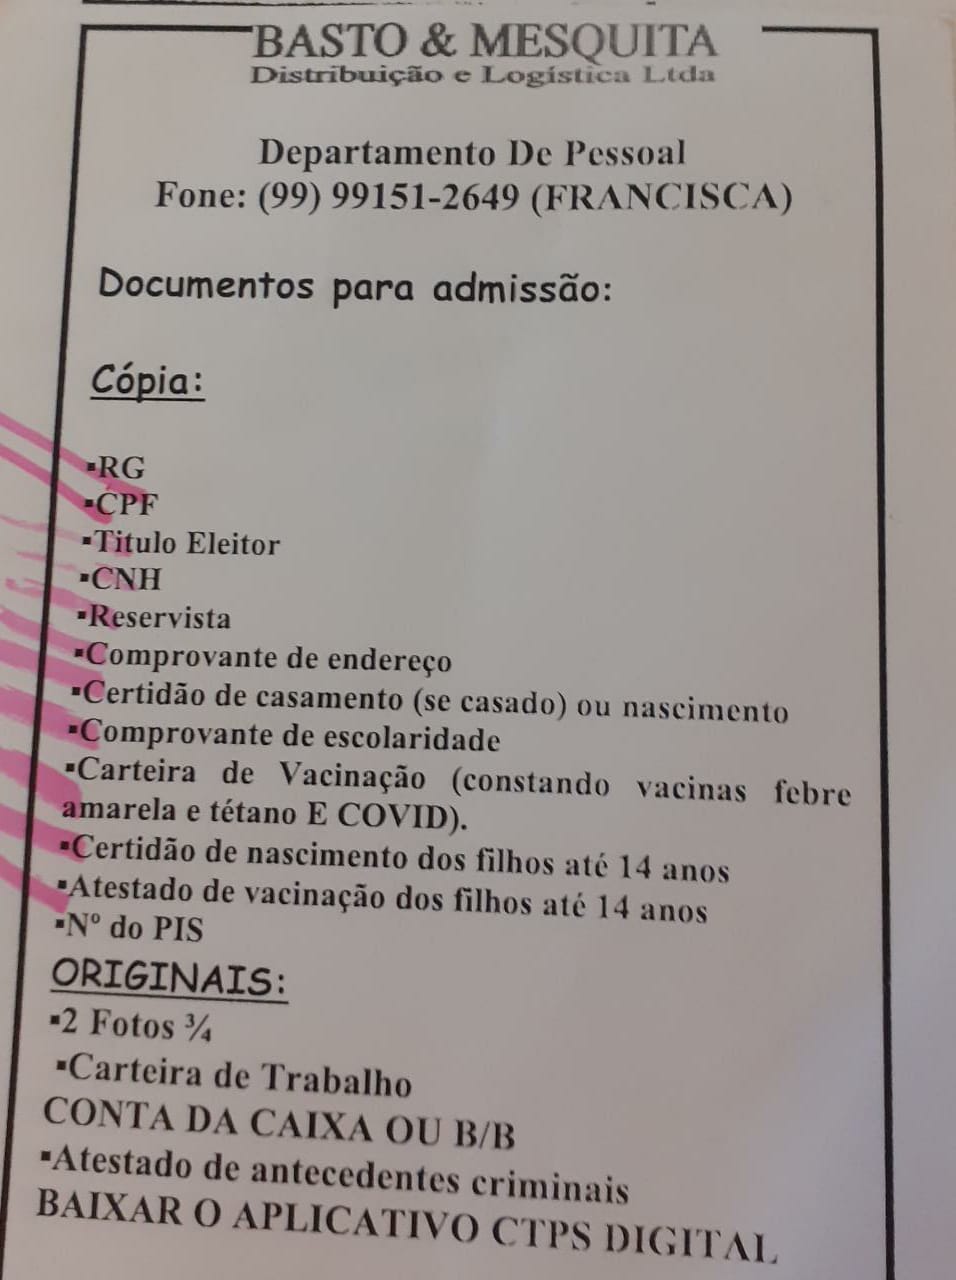 BASTO & MESQUITA
Distribuição e Logística Ltda
Departamento De Pessoal
Fone: (99) 99151-2649 (FRANCISCA)
Documentos para admissão:
Cópia:
▪RG
▪CPF
▪Titulo Eleitor
▪CNH
▪Reservista
▪Comprovante de endereço
▪Certidão de casamento (se casado) ou nascimento
▪Comprovante de escolaridade
▪Carteira de Vacinação (constando vacinas febre
amarela e tétano E COVID).
▪Certidão de nascimento dos filhos até 14 anos
▪Atestado de vacinação dos filhos até 14 anos
▪Nº do PIS
ORIGINAIS:
▪2 Fotos ¾
▪Carteira de Trabalho
CONTA DA CAIXA OU B/B
▪Atestado de antecedentes criminais
BAIXAR O APLICATIVO CTPS DIGITAL